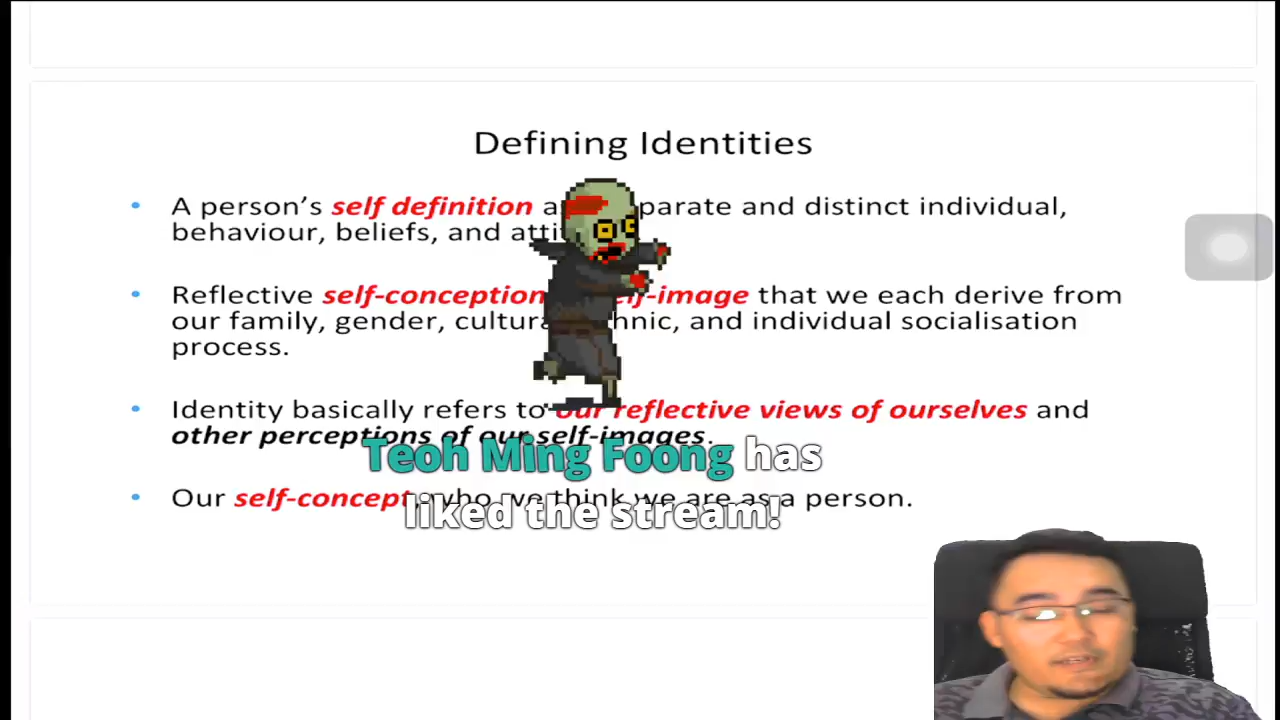 Defining Identities
• A person's self definition a parate and distinct individual,
behaviour, beliefs, and atti
• Reflective self-conception lf-image that we each derive from
our family, gender, cultura hnic, and individual socialisation
process.
• Identity basically refers to our reflective views of ourselves and
other perceptions of our self-images.
Teoh Ming Foong has
• Our self-concept, who we think we are as a person.
liked the stream!